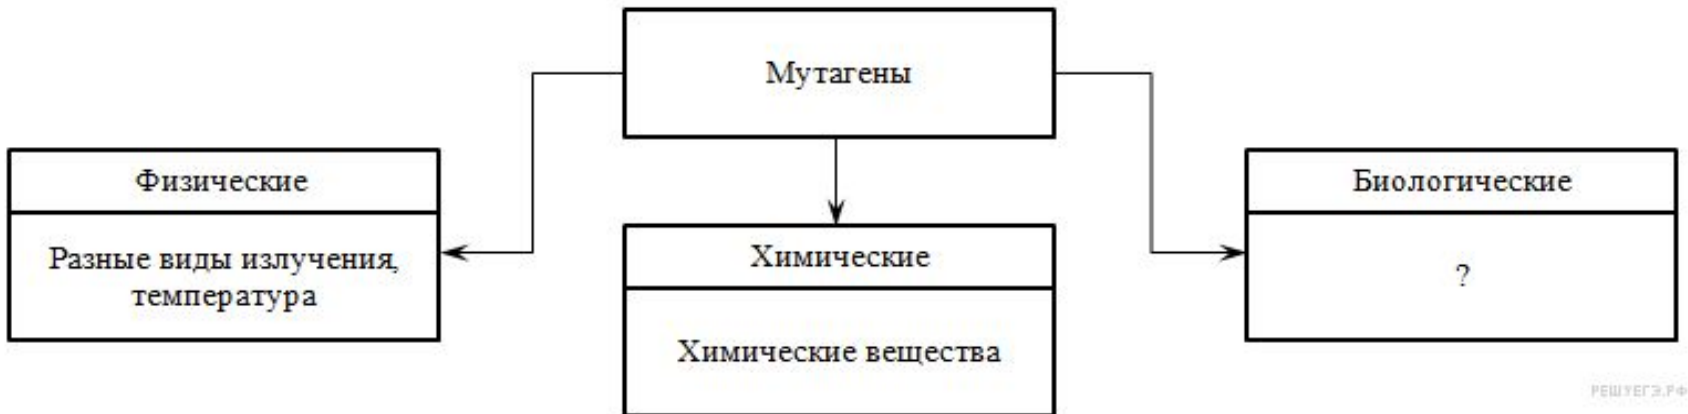 Мутагены
Физические
Разные виды излучения,
температура
Химические
Химические вещества
Биологические
?
РЕШУЕГЭ.РФ